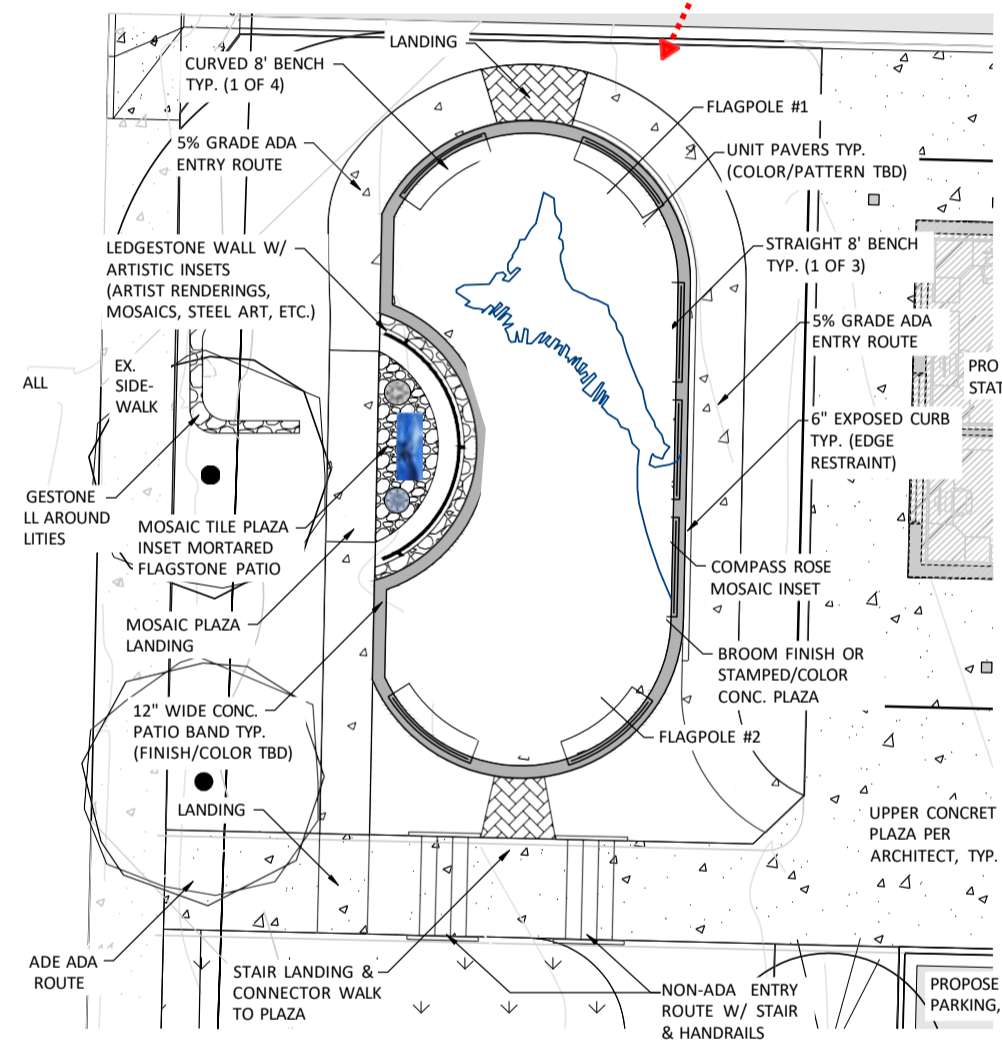 LANDING
CURVED 8' BENCH
TYP. (1 OF 4)
FLAGPOLE #1
5% GRADE ADA
ENTRY ROUTE
UNIT PAVERS TYP.
(COLOR/PATTERN TBD)
LEDGESTONE WALL W/
ARTISTIC INSETS
(ARTIST RENDERINGS,
MOSAICS, STEEL ART, ETC.)
STRAIGHT 8' BENCH
TYP. (1 OF 3)
5% GRADE ADA
ENTRY ROUTE
ALL
EX.
SIDE-
WALK
PRO
STAT
6" EXPOSED CURB
TYP. (EDGE
RESTRAINT)
GESTONE
LL AROUND
LITIES
MOSAIC TILE PLAZA
INSET MORTARED
FLAGSTONE PATIO
COMPASS ROSE
MOSAIC INSET
MOSAIC PLAZA
LANDING
BROOM FINISH OR
STAMPED/COLOR
CONC. PLAZA
12" WIDE CONC.
PATIO BAND TYP.
(FINISH/COLOR TBD)
FLAGPOLE #2
LANDING
UPPER CONCRET
PLAZA PER
ARCHITECT, TYP.
ADE ADA
ROUTE
STAIR LANDING &
CONNECTOR WALK
TO PLAZA
NON-ADA ENTRY
ROUTE W/ STAIR
& HANDRAILS
PROPOSE
PARKING,